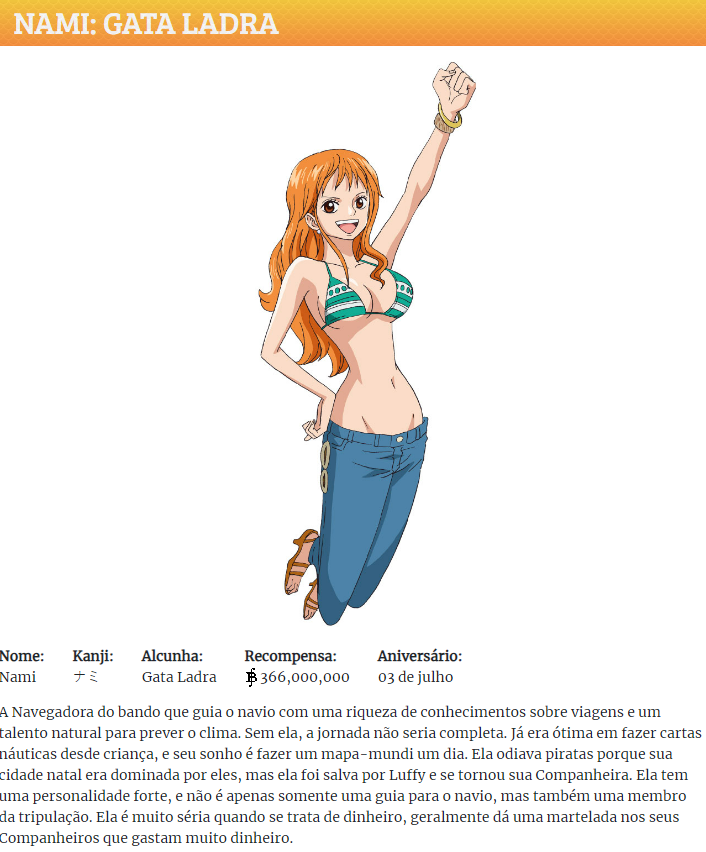 NAMI: GATA LADRA
Nome: Kanji: Alcunha: Recompensa: Aniversário:
Nami ナミ Gata Ladra ฿366,000,000 03 de julho
A Navegadora do bando que guia o navio com uma riqueza de conhecimentos sobre viagens e um
talento natural para prever o clima. Sem ela, a jornada não seria completa. Já era ótima em fazer cartas
náuticas desde criança, e seu sonho é fazer um mapa-mundi um dia. Ela odiava piratas porque sua
cidade natal era dominada por eles, mas ela foi salva por Luffy e se tornou sua Companheira. Ela tem
uma personalidade forte, e não é apenas somente uma guia para o navio, mas também uma membro
da tripulação. Ela é muito séria quando se trata de dinheiro, geralmente dá uma martelada nos seus
Companheiros que gastam muito dinheiro.